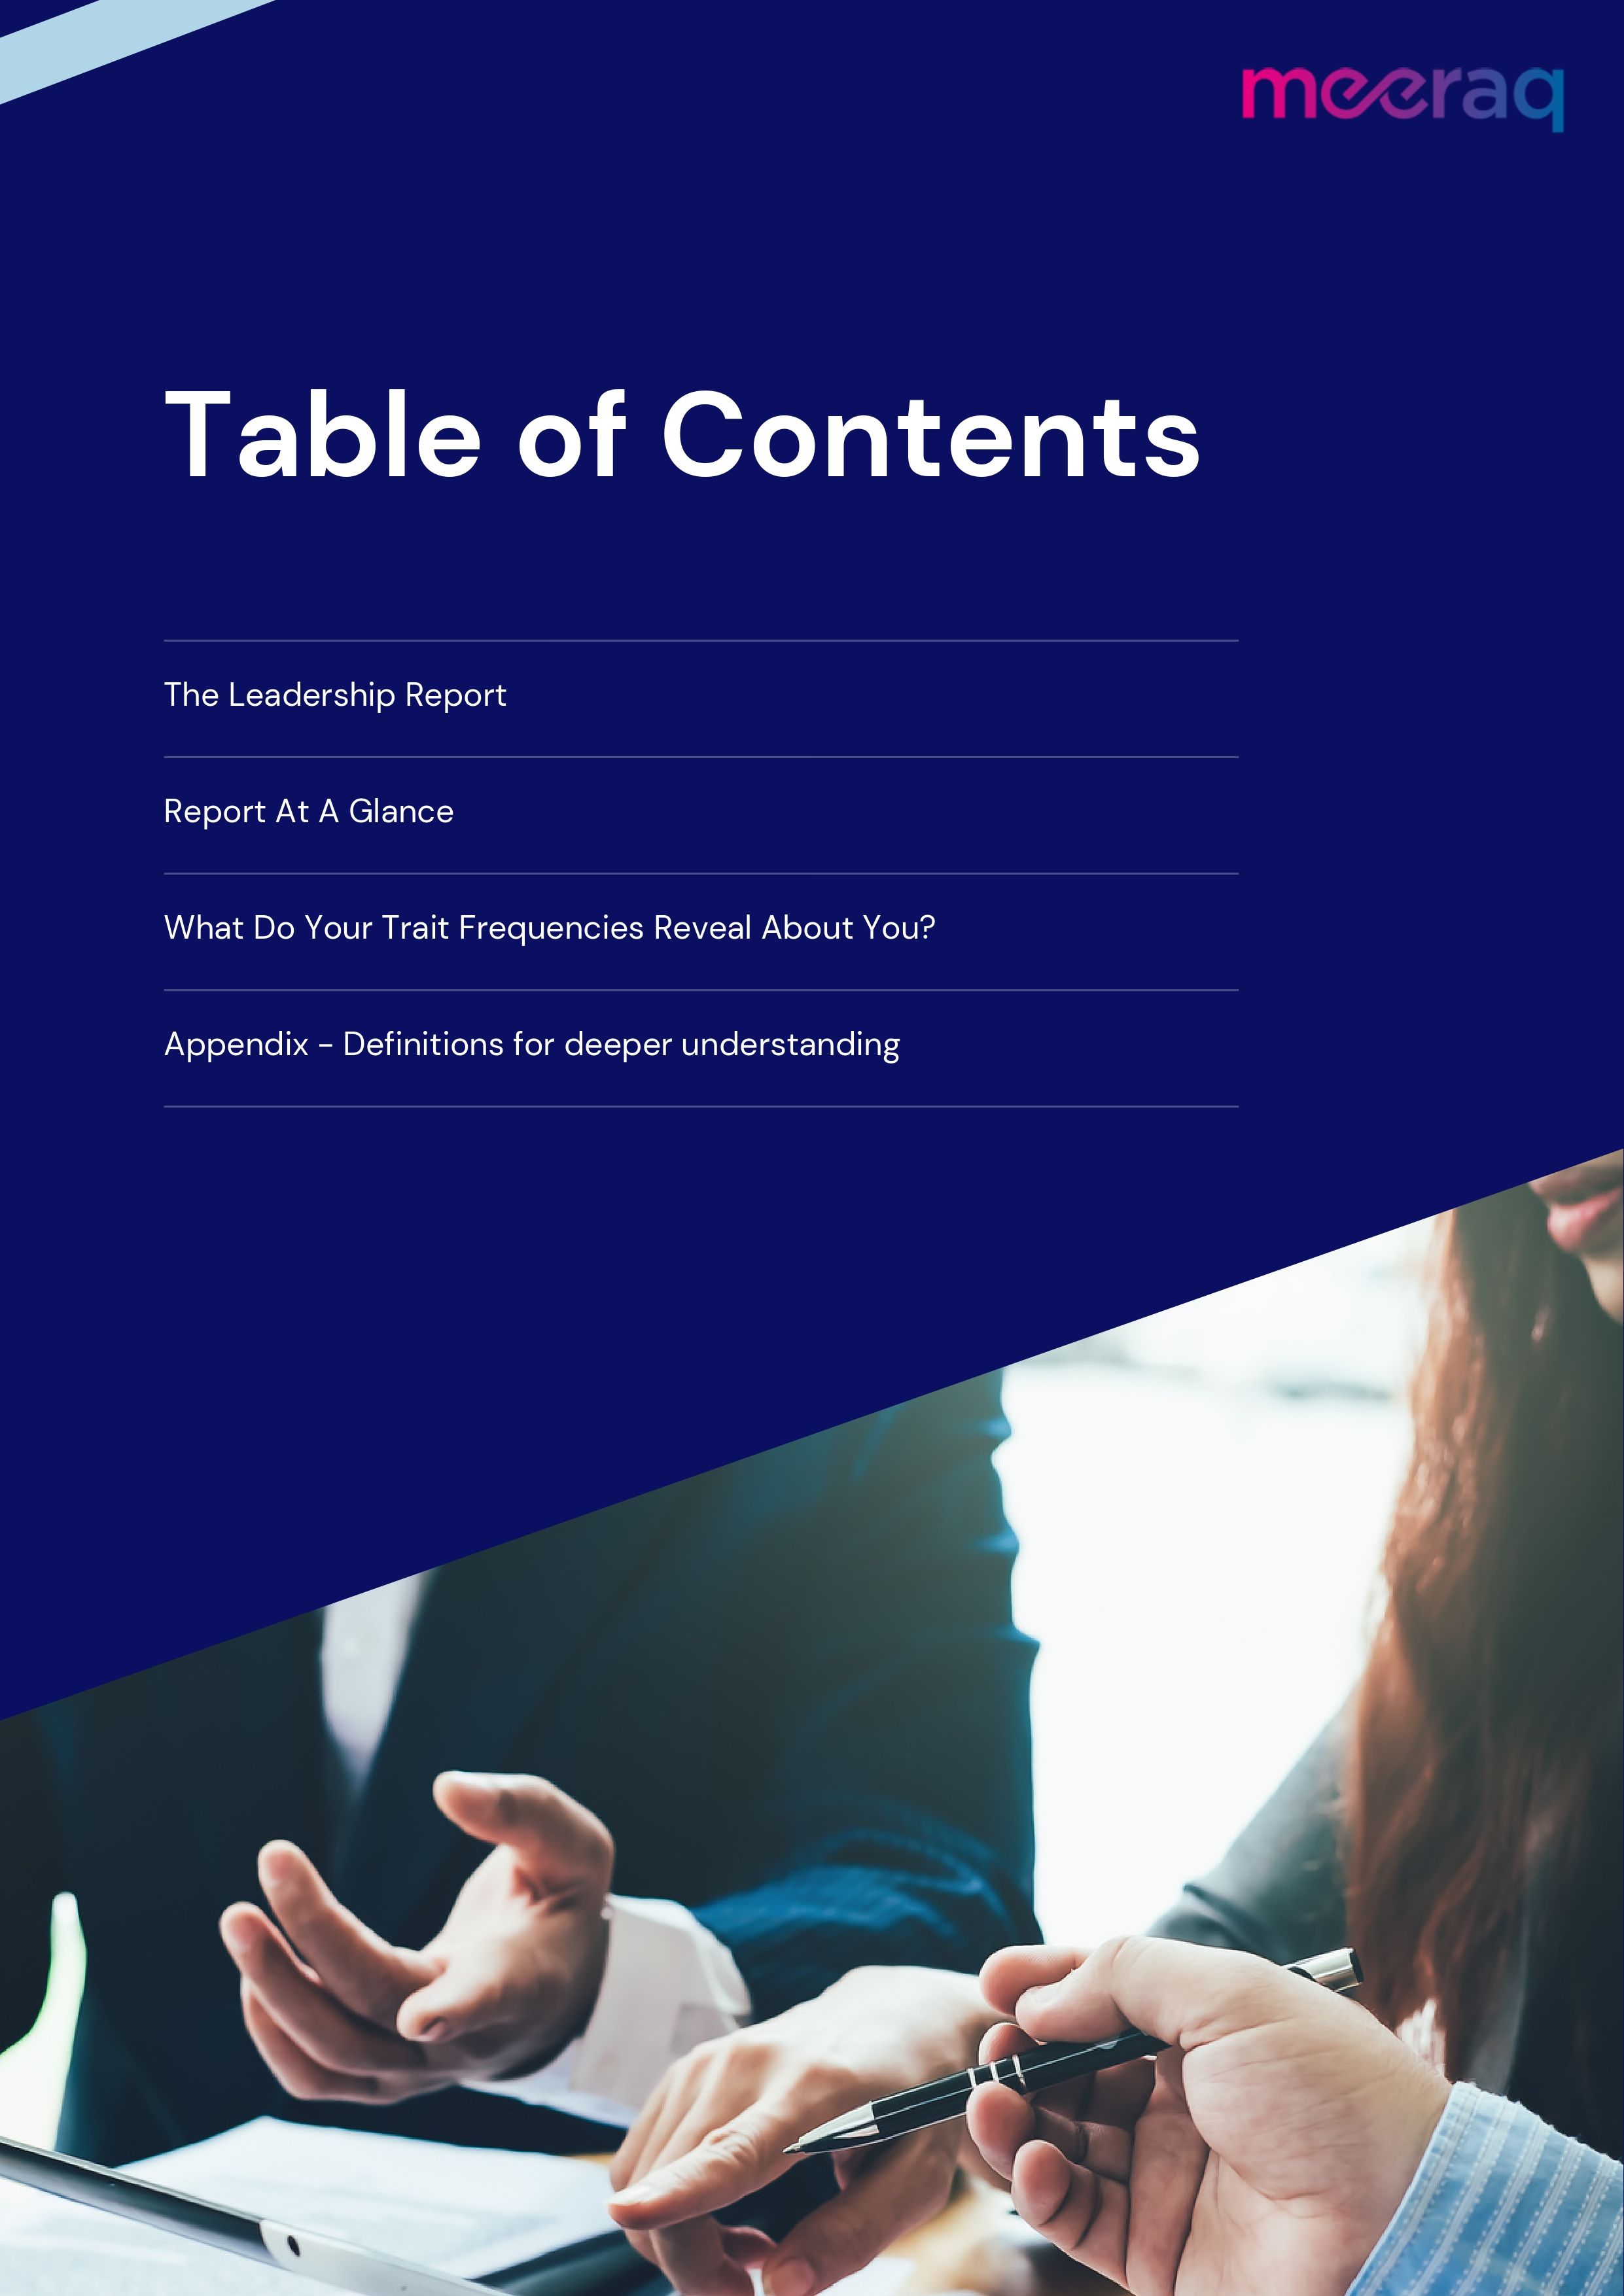 meeraq
Table of Contents
The Leadership Report
Report At A Glance
What Do Your Trait Frequencies Reveal About You?
Appendix - Definitions for deeper understanding